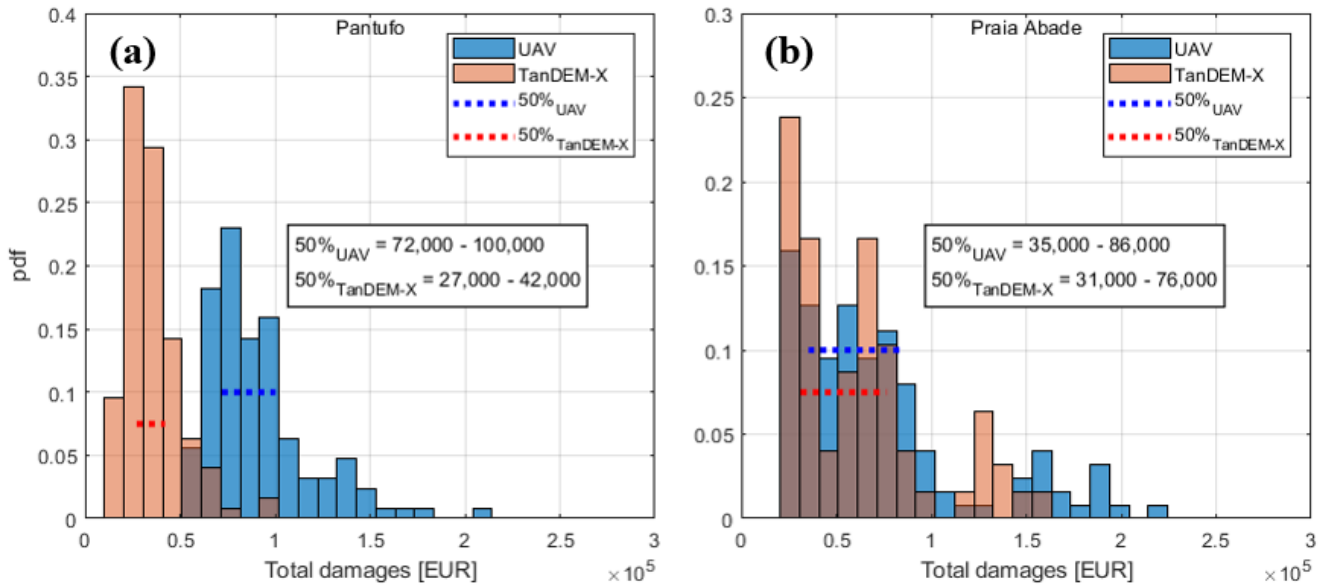 (a)
Pantufo
UAV
TanDEM-X
50%UAV
50%TanDEM-X
50%UAV = 72,000 - 100,000
50%TanDEM-X = 27,000 - 42,000
pdf
0.4
0.35
0.3
0.25
0.2
0.15
0.1
0.05
0
0 0.5 1 1.5 2 2.5 3
Total damages [EUR]
×10^5
(b)
Praia Abade
UAV
TanDEM-X
50%UAV
50%TanDEM-X
50%UAV = 35,000 - 86,000
50%TanDEM-X = 31,000 - 76,000
0.3
0.25
0.2
0.15
0.1
0.05
0
0 0.5 1 1.5 2 2.5 3
Total damages [EUR]
×10^5